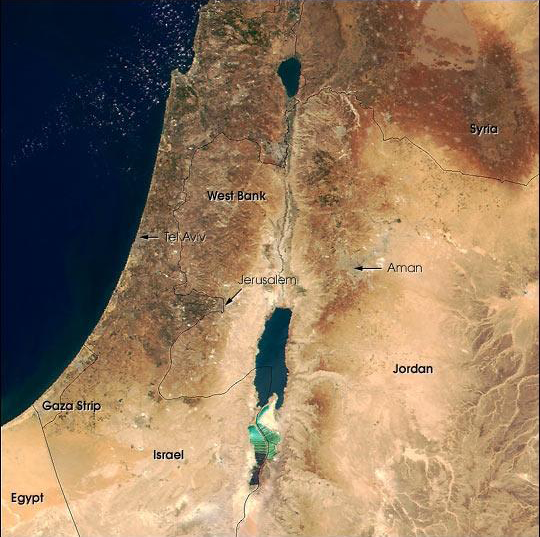 Syria
West Bank
Tel Aviv
Aman
Jerusalem
Jordan
Gaza Strip
Israel
Egypt